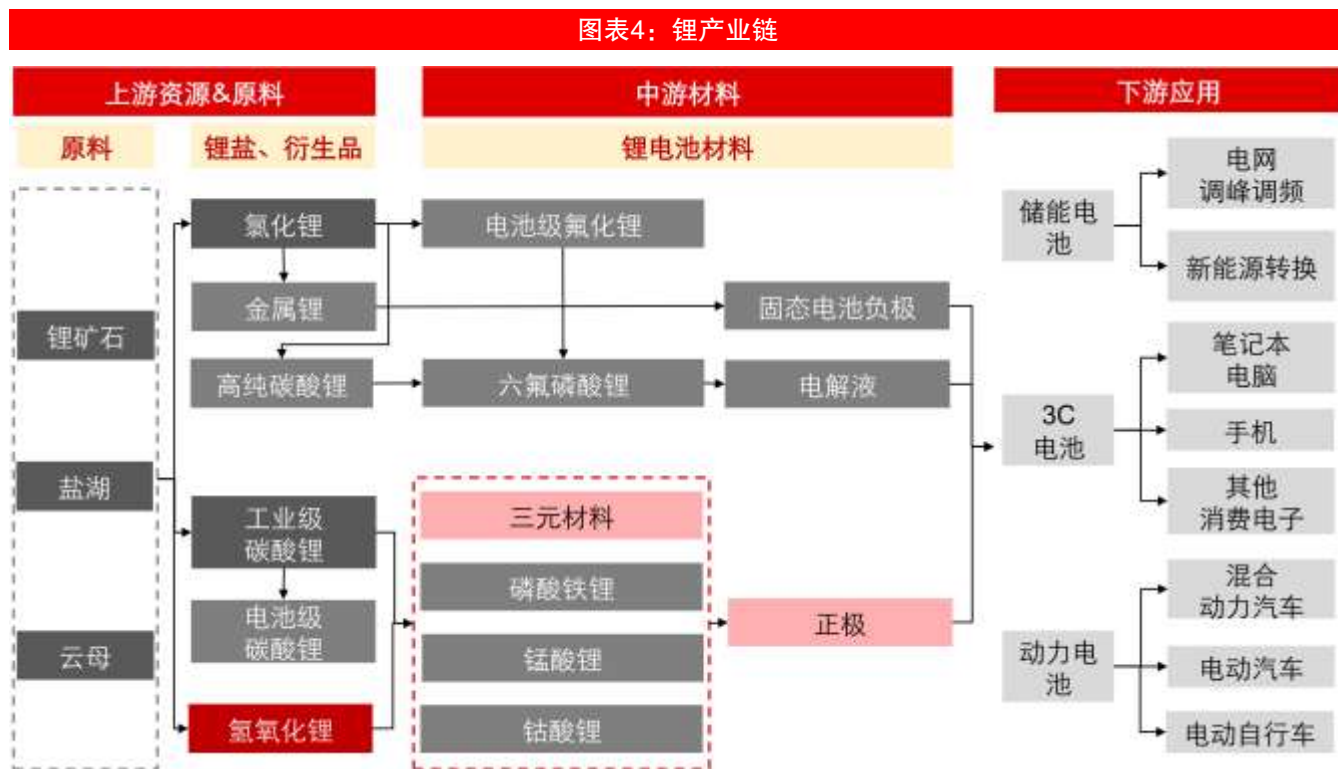 图表4：锂产业链
上游资源&原料
中游材料
下游应用
原料
锂盐、衍生品
锂电池材料
锂矿石
盐湖
云母
氯化锂
金属锂
高纯碳酸锂
工业级
碳酸锂
电池级
碳酸锂
氢氧化锂
电池级氟化锂
六氟磷酸锂
三元材料
磷酸铁锂
锰酸锂
钴酸锂
固态电池负极
电解液
正极
储能电
池
电网
调峰调频
新能源转换
3C
电池
笔记本
电脑
手机
其他
消费电子
动力电
池
混合
动力汽车
电动汽车
电动自行车